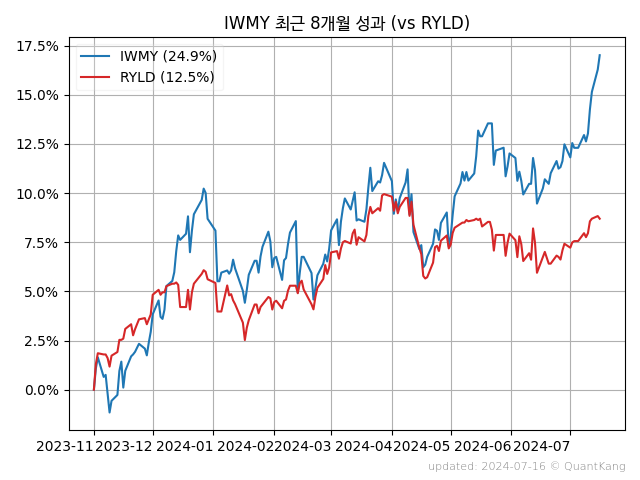 IWMY 최근 8개월 성과 (vs RYLD)
IWMY (24.9%)
RYLD (12.5%)
17.5%
15.0%
12.5%
10.0%
7.5%
5.0%
2.5%
0.0%
2023-11 2023-12 2024-01 2024-02 2024-03 2024-04 2024-05 2024-06 2024-07
updated: 2024-07-16 © QuantKang